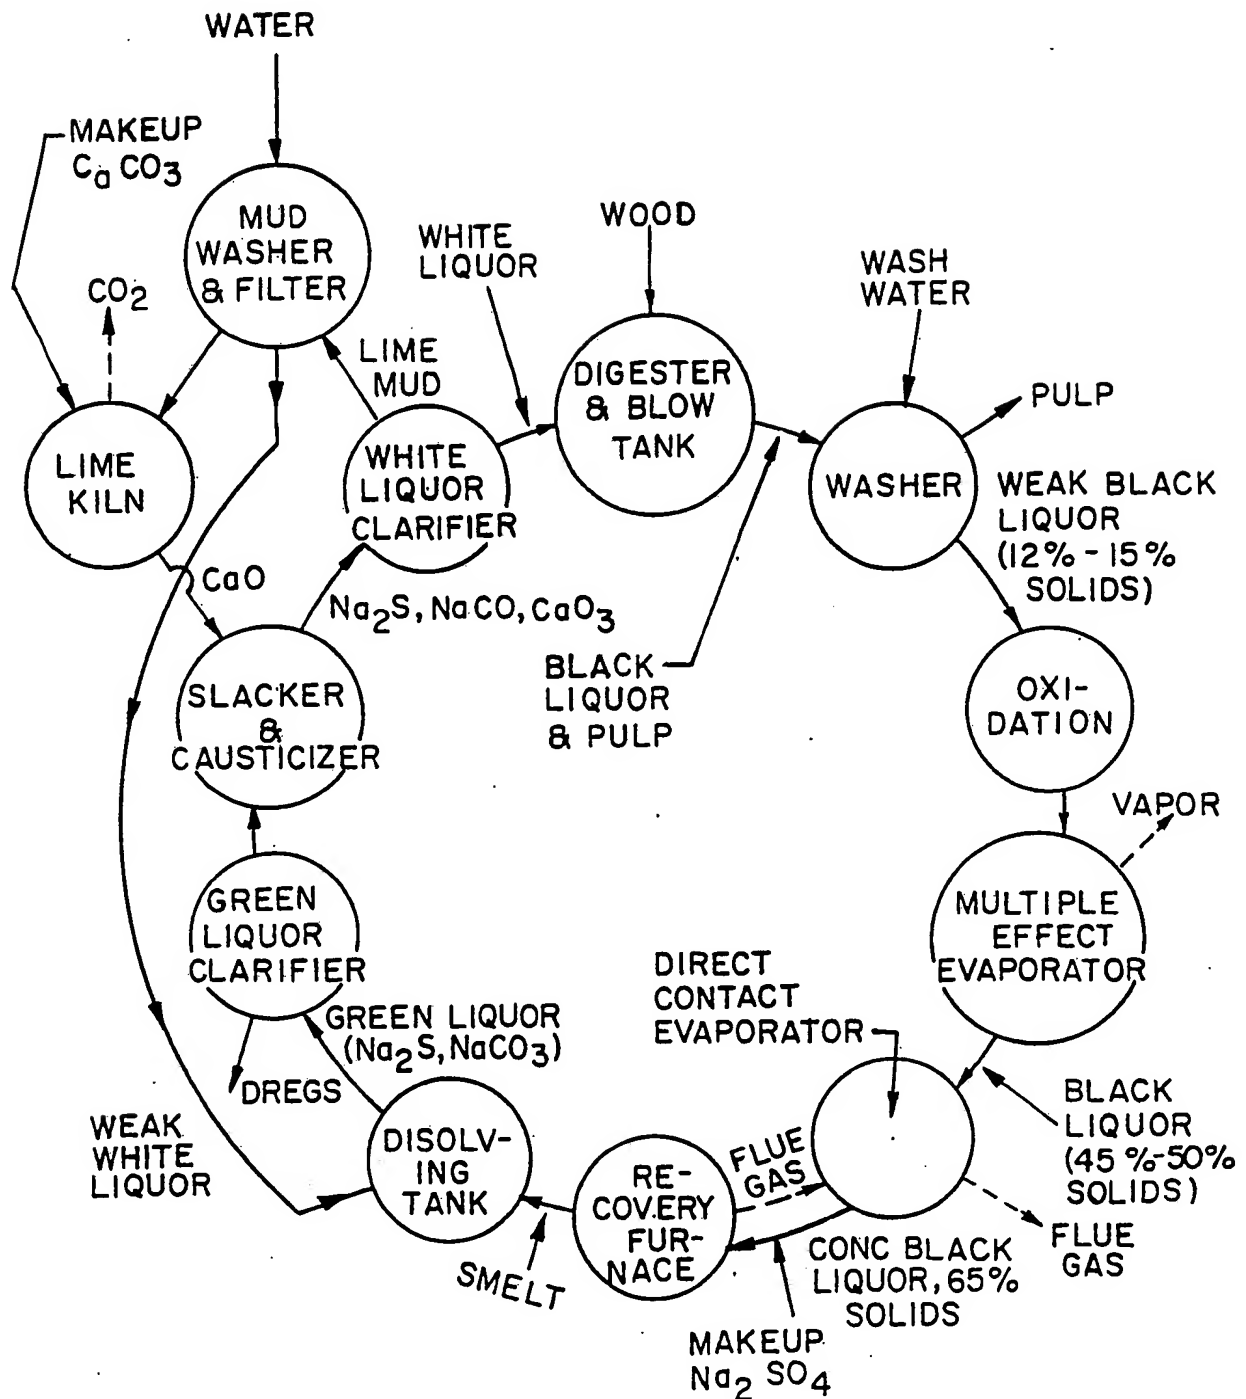 WATER
MAKEUP
CaCO3
MUD
WASHER
& FILTER
CO2
LIME
KILN
LIME
MUD
WHITE
LIQUOR
WHITE
LIQUOR
CLARIFIER
WOOD
DIGESTER
& BLOW
TANK
WASH
WATER
PULP
WASHER
WEAK BLACK
LIQUOR
(12%-15%
SOLIDS)
CaO
Na2S, NaCO, CaO3
BLACK
LIQUOR
& PULP
SLACKER
&
CAUSTICIZER
OXI-
DATION
VAPOR
MULTIPLE
EFFECT
EVAPORATOR
GREEN
LIQUOR
CLARIFIER
DIRECT
CONTACT
EVAPORATOR
GREEN LIQUOR
(Na2S, NaCO3)
DREGS
WEAK
WHITE
LIQUOR
DISOLV-
ING
TANK
SMELT
RE-
COVERY
FUR-
NACE
FLUE
GAS
BLACK
LIQUOR
(45%-50%
SOLIDS)
FLUE
GAS
CONC BLACK
LIQUOR, 65%
SOLIDS
MAKEUP
Na2 SO4